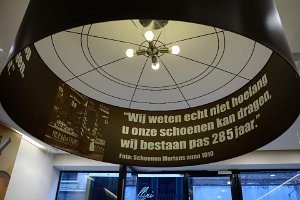 "Wij weten echt niet hoelang
u onze schoenen kan dragen,
wij bestaan pas 285 jaar."
Foto: Schoenen Mertens anno 1910